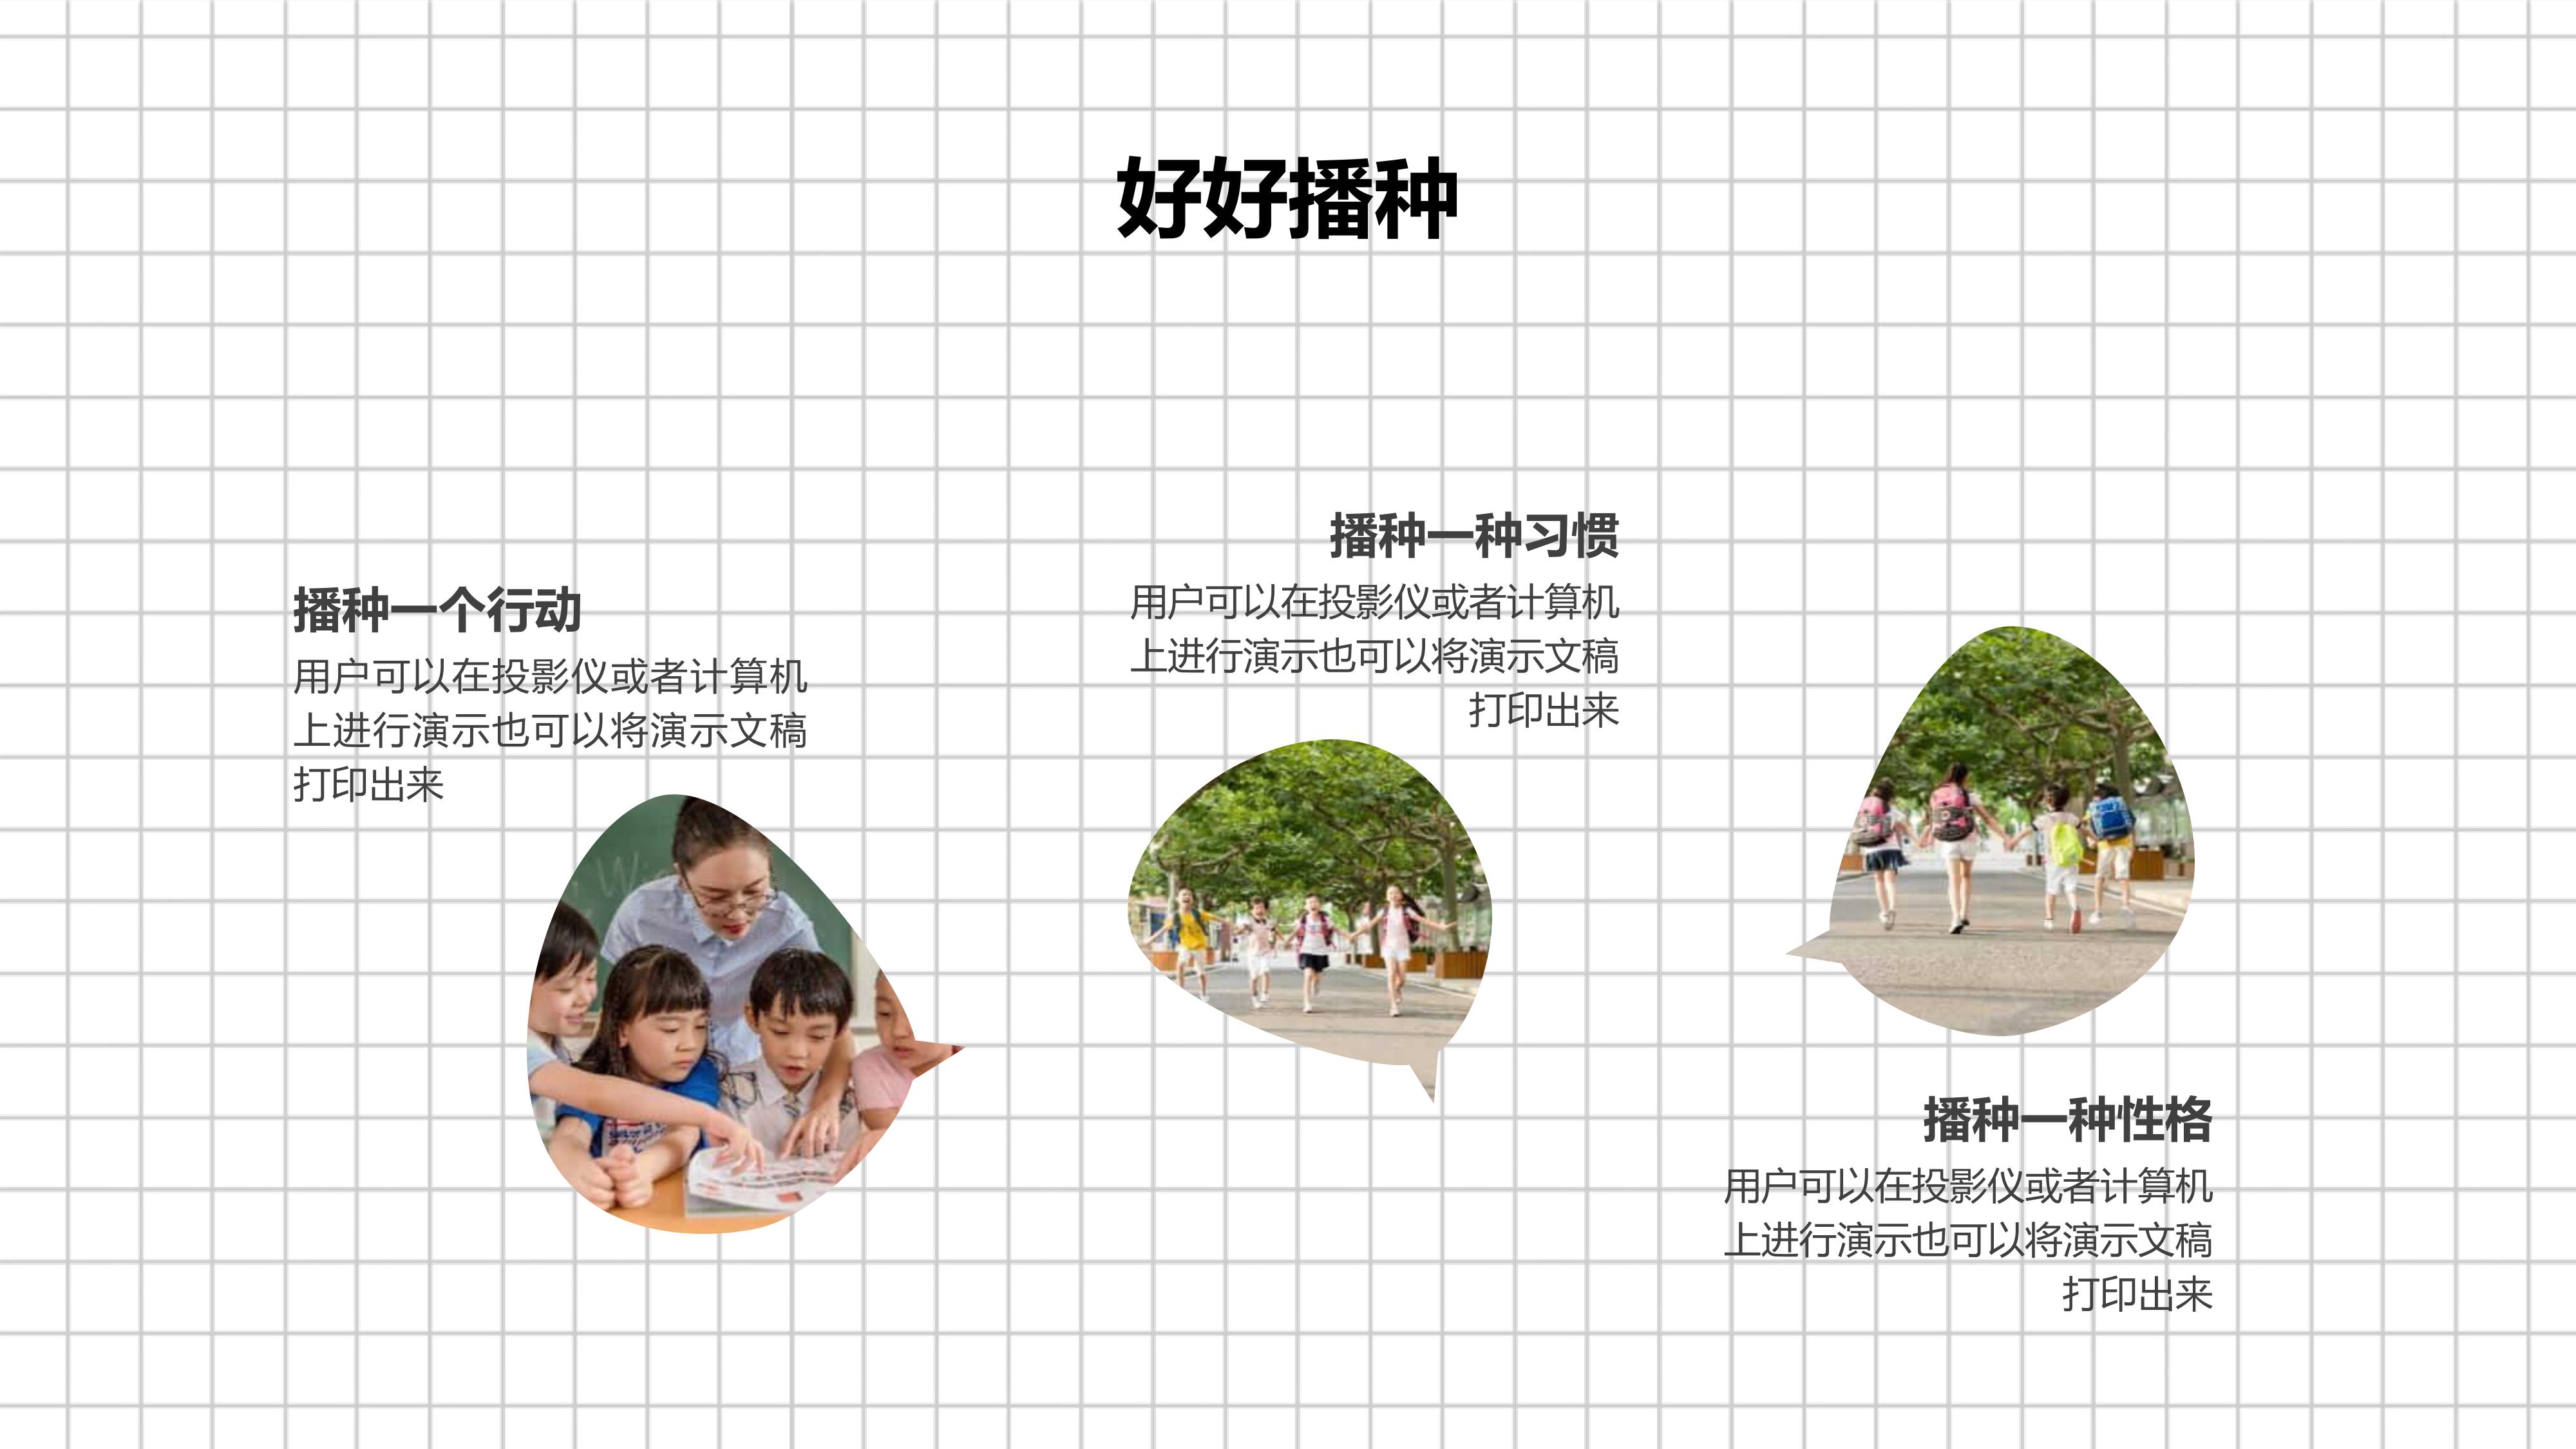 好好播种
播种一个行动
用户可以在投影仪或者计算机
上进行演示也可以将演示文稿
打印出来
播种一种习惯
用户可以在投影仪或者计算机
上进行演示也可以将演示文稿
打印出来
播种一种性格
用户可以在投影仪或者计算机
上进行演示也可以将演示文稿
打印出来